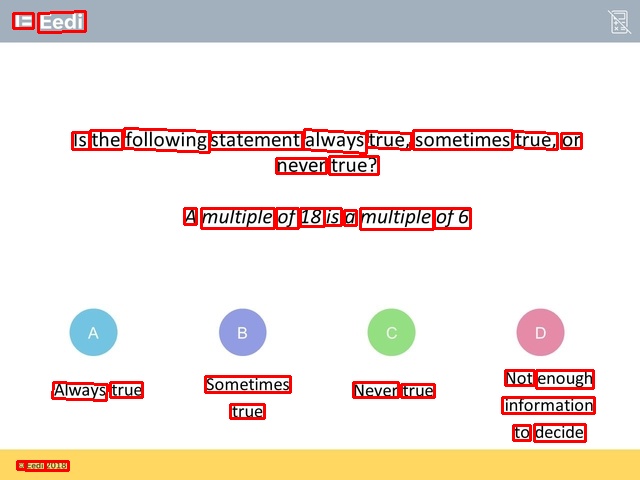 Eedi
Is the following statement always true, sometimes true, or
never true?
A multiple of 18 is a multiple of 6
A
B
C
D
Always true
Sometimes
true
Never true
Not enough
information
to decide
© Eedi 2018